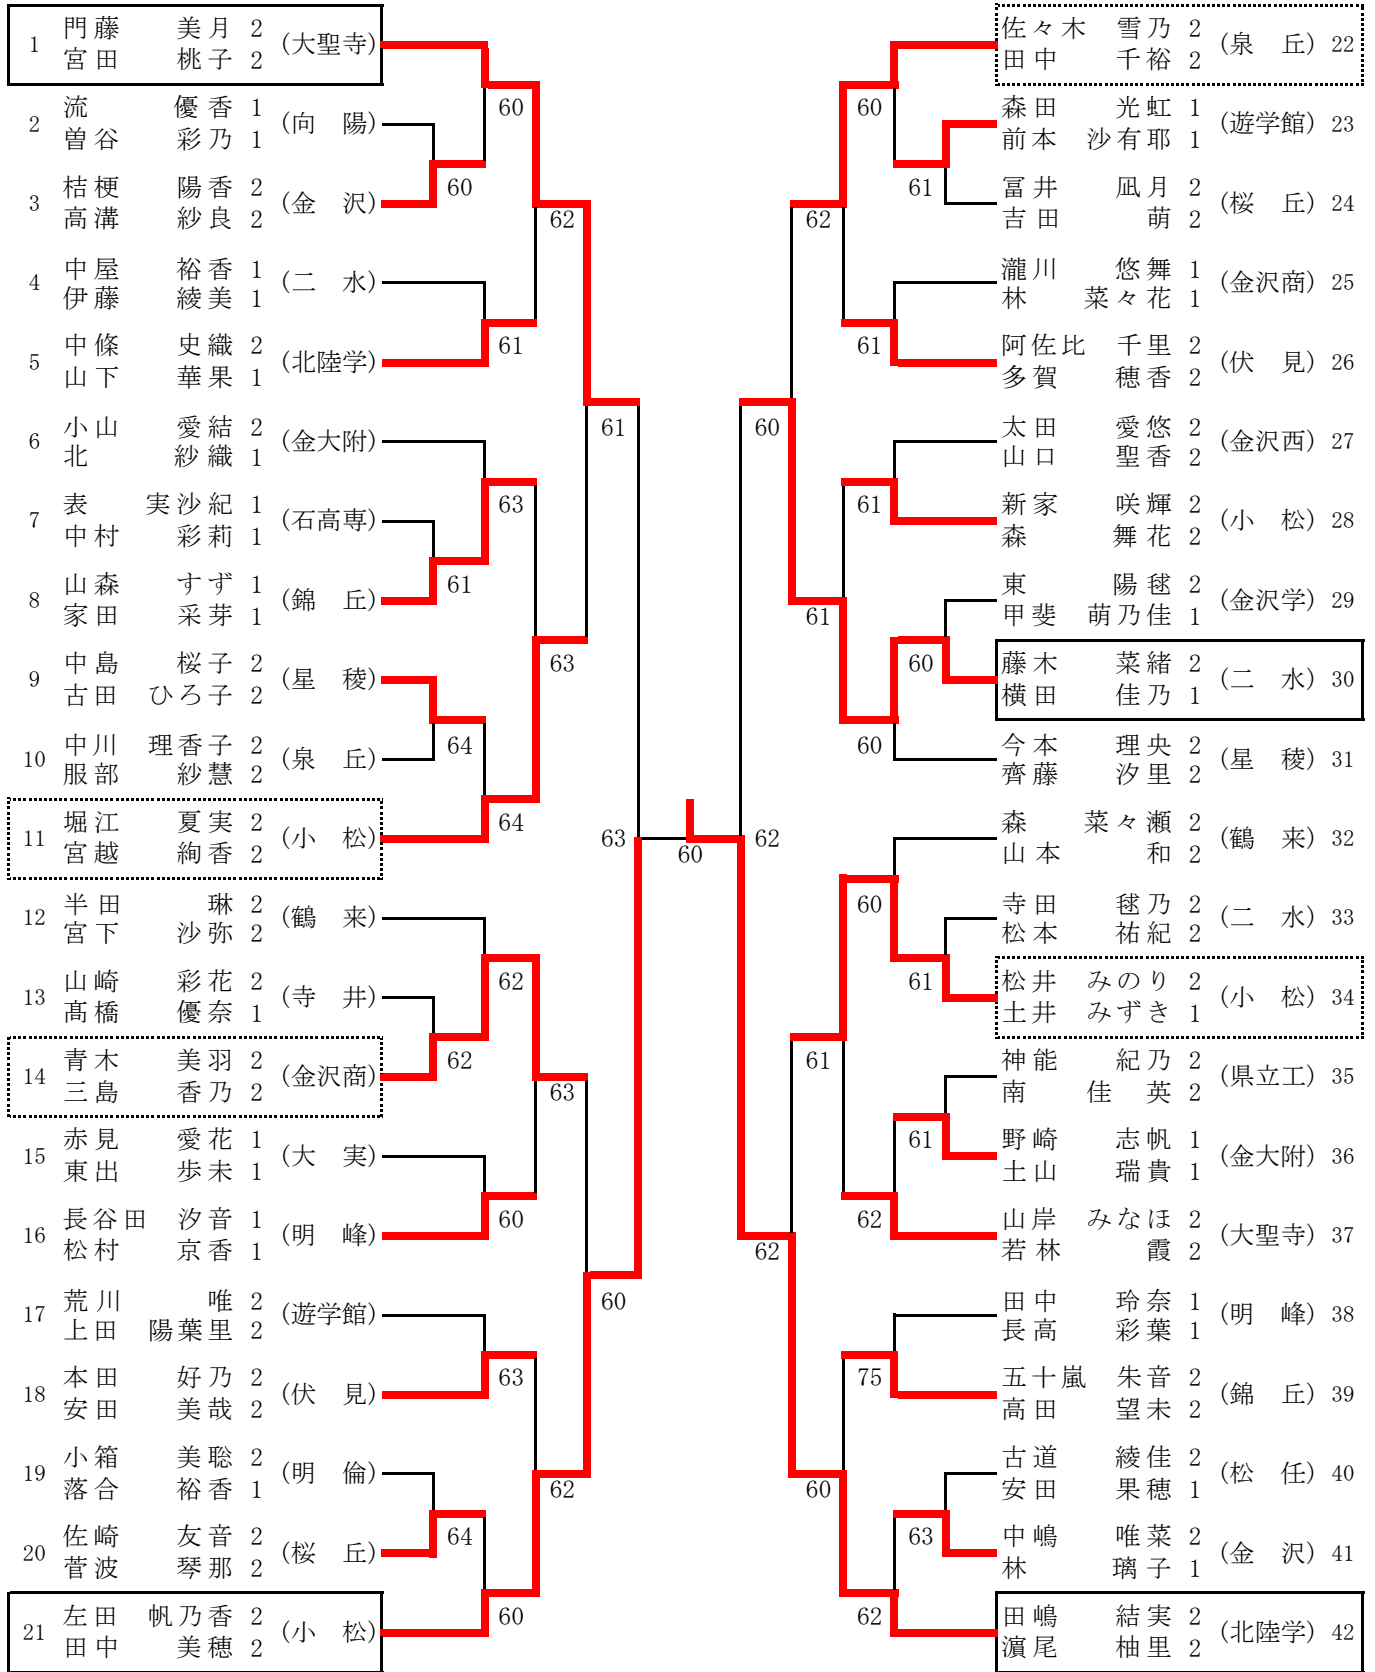 門藤 美月 2
1 (大聖寺)
宮田 桃子 2
60
流 優香 1
2 (向 陽)
曽谷 彩乃 1
60
桔梗 陽香 2
3 (金 沢)
高溝 紗良 2
62
中屋 裕香 1
4 (二 水)
伊藤 綾美 1
61
中條 史織 2
5 (北陸学)
山下 華果 1
61
小山 愛結 2
6 (金大附)
北 紗織 1
63
表 実沙紀 1
7 (石高専)
中村 彩莉 1
61
山森 すず 1
8 (錦 丘)
家田 采芽 1
63
中島 桜子 2
9 (星 稜)
古田 ひろ子 2
64
中川 理香子 2
10 (泉 丘)
服部 紗慧 2
64
堀江 夏実 2
11 (小 松)
宮越 絢香 2
63
60
62
半田 琳 2
12 (鶴 来)
宮下 沙弥 2
62
山崎 彩花 2
13 (寺 井)
髙橋 優奈 1
62
青木 美羽 2
14 (金沢商)
三島 香乃 2
63
赤見 愛花 1
15 (大 実)
東出 歩未 1
60
長谷田 汐音 1
16 (明 峰)
松村 京香 1
60
荒川 唯 2
17 (遊学館)
上田 陽葉里 2
63
本田 好乃 2
18 (伏 見)
安田 美哉 2
62
小箱 美聡 2
19 (明 倫)
落合 裕香 1
64
佐崎 友音 2
20 (桜 丘)
菅波 琴那 2
60
左田 帆乃香 2
21 (小 松)
田中 美穂 2
佐々木 雪乃 2
(泉 丘) 22
田中 千裕 2
60
森田 光虹 1
(遊学館) 23
前本 沙有耶 1
61
冨井 凪月 2
(桜 丘) 24
吉田 萌 2
62
瀧川 悠舞 1
(金沢商) 25
林 菜々花 1
61
阿佐比 千里 2
(伏 見) 26
多賀 穂香 2
60
太田 愛悠 2
(金沢西) 27
山口 聖香 2
61
新家 咲輝 2
(小 松) 28
森 舞花 2
61
東 陽毬 2
(金沢学) 29
甲斐 萌乃佳 1
60
藤木 菜緒 2
(二 水) 30
横田 佳乃 1
60
今本 理央 2
(星 稜) 31
齊藤 汐里 2
森 菜々瀬 2
(鶴 来) 32
山本 和 2
60
寺田 毬乃 2
(二 水) 33
松本 祐紀 2
61
松井 みのり 2
(小 松) 34
土井 みずき 1
61
神能 紀乃 2
(県立工) 35
南 佳英 2
61
野崎 志帆 1
(金大附) 36
土山 瑞貴 1
62
山岸 みなほ 2
(大聖寺) 37
若林 霞 2
62
田中 玲奈 1
(明 峰) 38
長高 彩葉 1
75
五十嵐 朱音 2
(錦 丘) 39
高田 望未 2
60
古道 綾佳 2
(松 任) 40
安田 果穂 1
63
中嶋 唯菜 2
(金 沢) 41
林 璃子 1
62
田嶋 結実 2
(北陸学) 42
濵尾 柚里 2